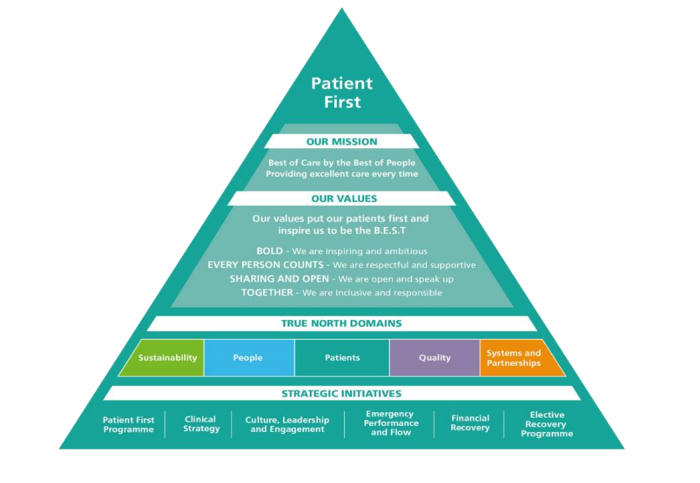 Patient
First
OUR MISSION
Best of Care by the Best of People
Providing excellent care every time
OUR VALUES
Our values put our patients first and
inspire us to be the B.E.S.T
BOLD - We are inspiring and ambitious
EVERY PERSON COUNTS - We are respectful and supportive
SHARING AND OPEN - We are open and speak up
TOGETHER - We are inclusive and responsible
TRUE NORTH DOMAINS
Sustainability
People
Patients
Quality
Systems and
Partnerships
STRATEGIC INITIATIVES
Patient First
Programme
Clinical
Strategy
Culture, Leadership
and Engagement
Emergency
Performance
and Flow
Financial
Recovery
Elective
Recovery
Programme